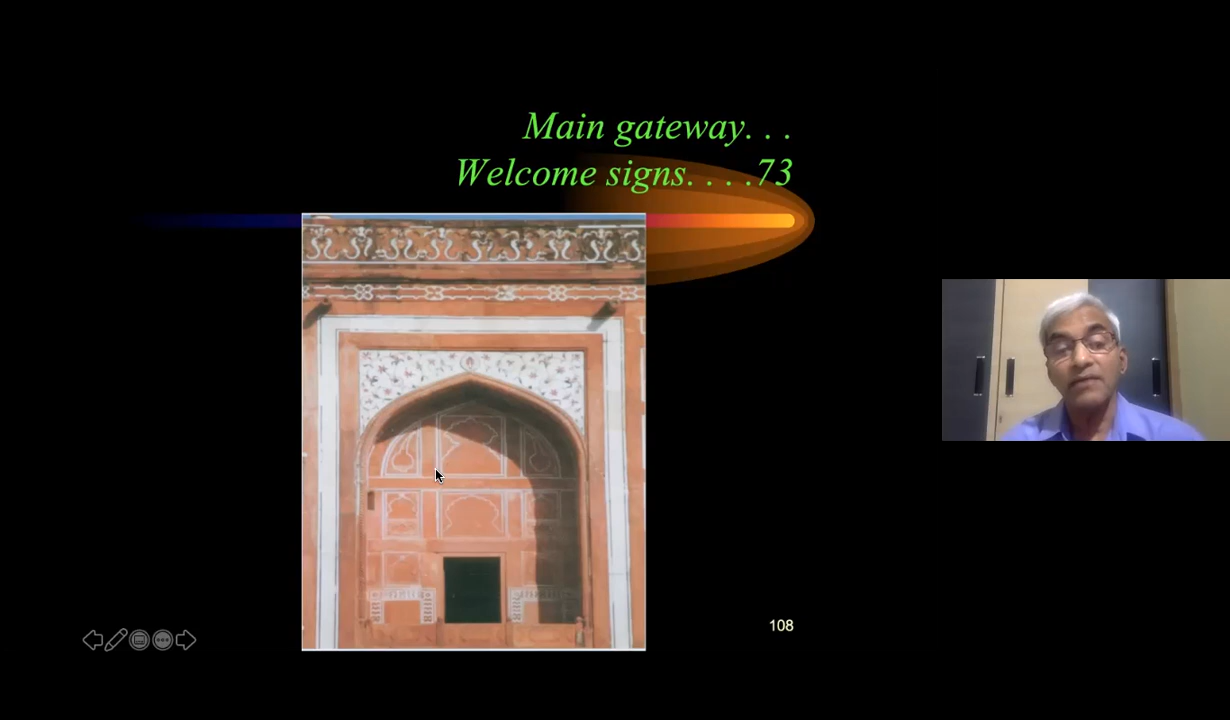 Main gateway. . .
Welcome signs. . . .73
108